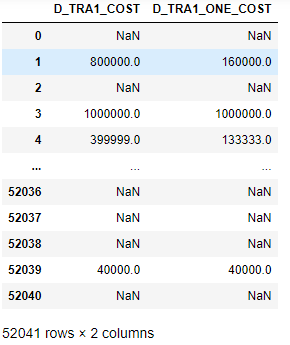 D_TRA1_COST D_TRA1_ONE_COST
0 NaN NaN
1 800000.0 160000.0
2 NaN NaN
3 1000000.0 1000000.0
4 399999.0 133333.0
... ... ...
52036 NaN NaN
52037 NaN NaN
52038 NaN NaN
52039 40000.0 40000.0
52040 NaN NaN
52041 rows × 2 columns